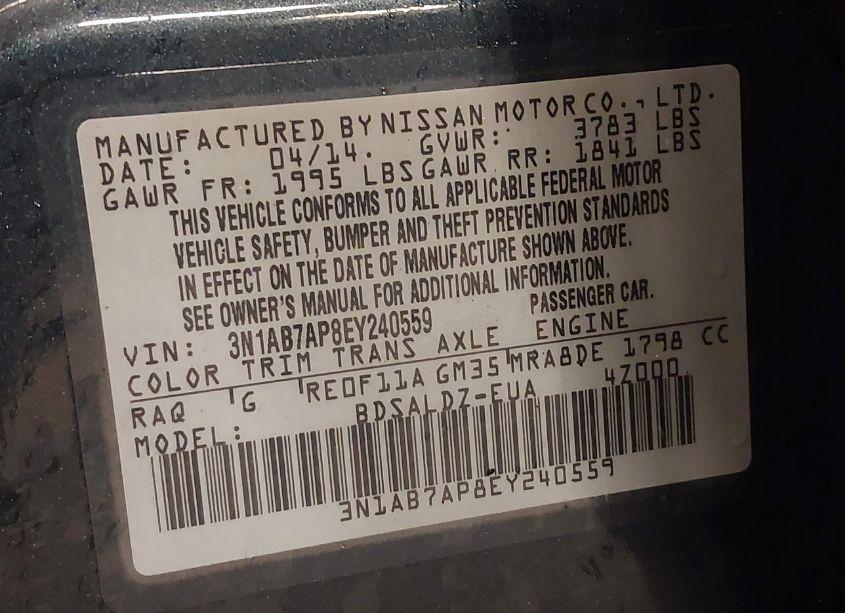 MANUFACTURED BY NISSAN MOTOR CO., LTD.
DATE: 04/14. GVWR: 3783 LBS
GAWR FR: 1995 LBS GAWR RR: 1841 LBS
THIS VEHICLE CONFORMS TO ALL APPLICABLE FEDERAL MOTOR
VEHICLE SAFETY, BUMPER AND THEFT PREVENTION STANDARDS
IN EFFECT ON THE DATE OF MANUFACTURE SHOWN ABOVE.
SEE OWNER'S MANUAL FOR ADDITIONAL INFORMATION.
VIN: 3N1AB7AP8EY240559 PASSENGER CAR.
COLOR TRIM TRANS AXLE ENGINE
RAQ G RE0F11A GM35 MRA8DE 1798 CC
MODEL: BDSALDZ-EUA 4Z000
3N1AB7AP8EY240559